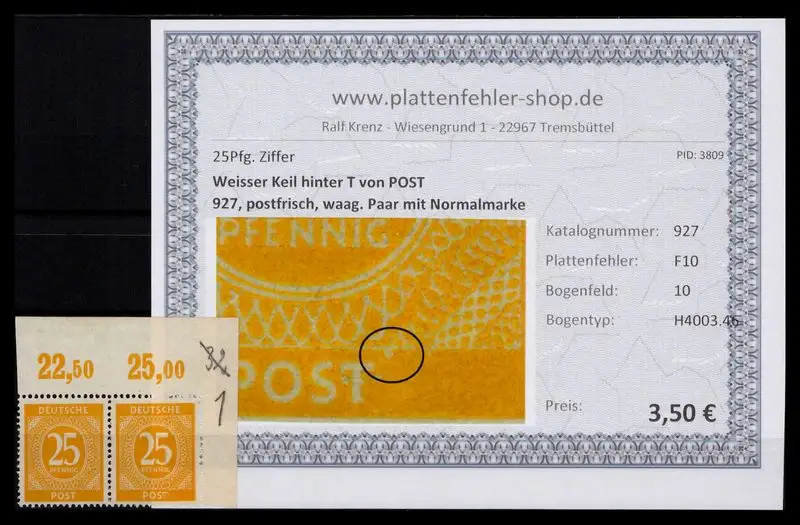 www.plattenfehler-shop.de
Ralf Krenz - Wiesengrund 1 - 22967 Tremsbüttel
25Pfg. Ziffer
PID: 3809
Weisser Keil hinter T von POST
927, postfrisch, waag. Paar mit Normalmarke
PFENNIG
POST
Katalognummer: 927
Plattenfehler: F10
Bogenfeld: 10
Bogentyp: H4003.46
Preis: 3,50 €
22,50 25,00
32
1
DEUTSCHE DEUTSCHE
25 25
PFENNIG PFENNIG
POST POST